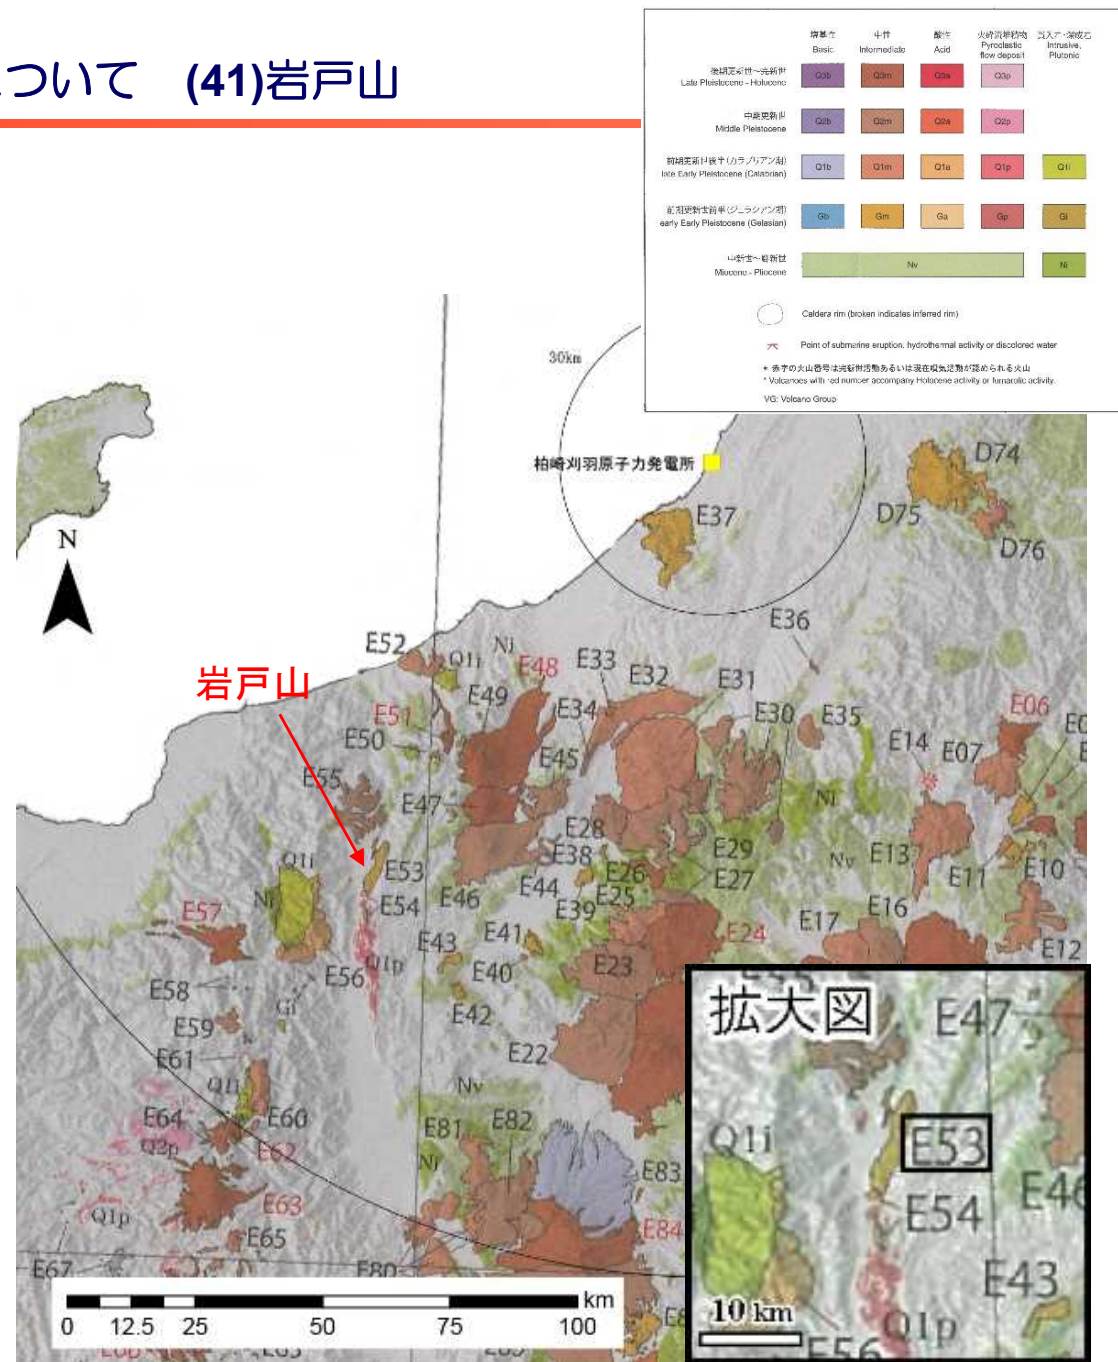 ついて (41)岩戸山
塩基性 中性 酸性 火砕流堆積物 貫入岩・深成岩
Basic Intermediate Acid Pyroclastic flow deposit Intrusive, Plutonic
後期更新世～完新世
Late Pleistocene - Holocene
Q3b Q3m Q3a Q3p
中期更新世
Middle Pleistocene
Q2b Q2m Q2a Q2p
前期更新世後半(カラブリアン期)
late Early Pleistocene (Calabrian)
Q1b Q1m Q1a Q1p Q1i
前期更新世前半(ジェラシアン期)
early Early Pleistocene (Gelasian)
Gb Gm Ga Gp Gi
中新世～鮮新世
Miocene - Pliocene
Nv Ni
Caldera rim (broken indicates inferred rim)
Point of submarine eruption, hydrothermal activity or discolored water
* 赤字の火山番号は完新世活動あるいは現在噴気活動が認められる火山
* Volcanoes with red number accompany Holocene activity or fumarolic activity.
VG: Volcano Group
30km
柏崎刈羽原子力発電所
D74
E37
D75
D76
N
E36
E52
Q1i
Ni
E48
E33
E32
E31
岩戸山
E51
E49
E34
E30
E35
E06
E50
E45
E14
E07
E55
E47
Ni
E28
E38
E29
Nv
E13
E10
Q1i
E53
E26
E27
E11
Ni
E54
E46
E44
E25
E39
E57
E43
E41
E24
E17
E16
E12
E56
Q1p
E40
E23
E58
Gi
E42
E59
E22
E61
Nv
Q1i
E64
E60
E81
E82
Q2p
E62
Ni
E83
E63
Q1p
E65
E84
E67
E80
km
0 12.5 25 50 75 100
拡大図
E47
Q1i
E53
E54
E46
E43
10 km
E56
Q1p